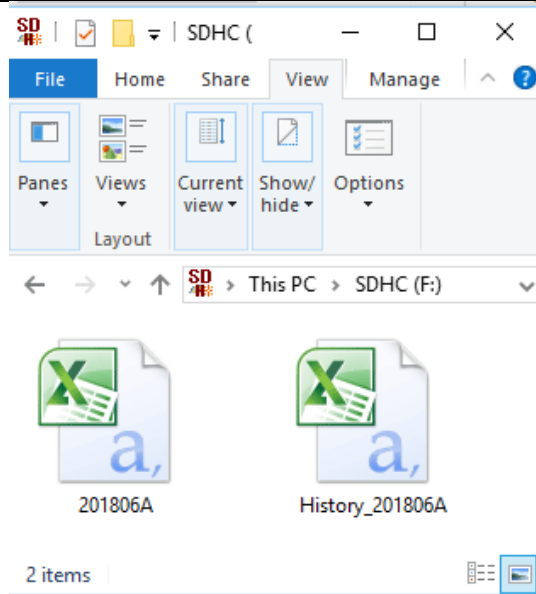 SD SDHC (
File Home Share View Manage ?
Panes Views Current view Show/ hide Options
Layout
SD This PC > SDHC (F:)
a, a,
201806A History_201806A
2 items